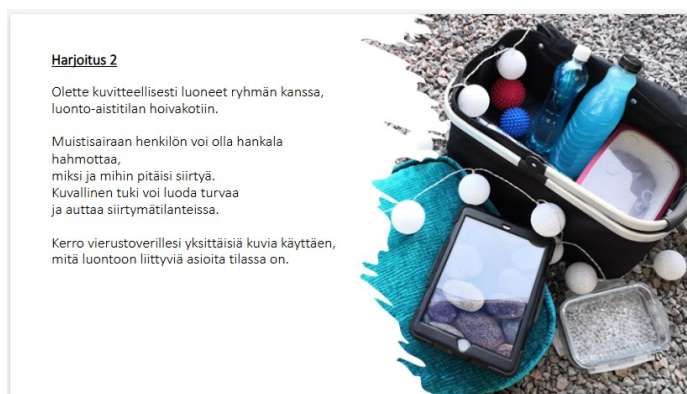 Harjoitus 2
Olette kuvitteellisesti luoneet ryhmän kanssa,
luonto-aistitilan hoivakotiin.
Muistisairaan henkilön voi olla hankala
hahmottaa,
miksi ja mihin pitäisi siirtyä.
Kuvallinen tuki voi luoda turvaa
ja auttaa siirtymätilanteissa.
Kerro vierustoverillesi yksittäisiä kuvia käyttäen,
mitä luontoon liittyviä asioita tilassa on.